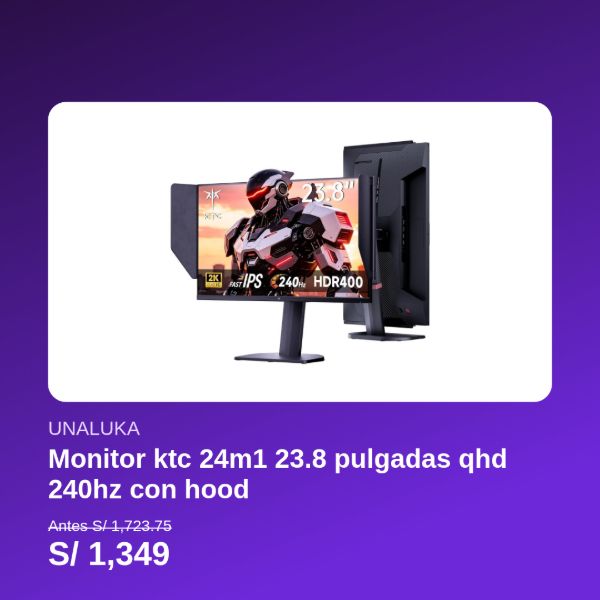 23.8"
KTC
2K
FAST IPS
240Hz
HDR400
UNALUKA
Monitor ktc 24m1 23.8 pulgadas qhd
240hz con hood
Antes S/ 1,723.75
S/ 1,349